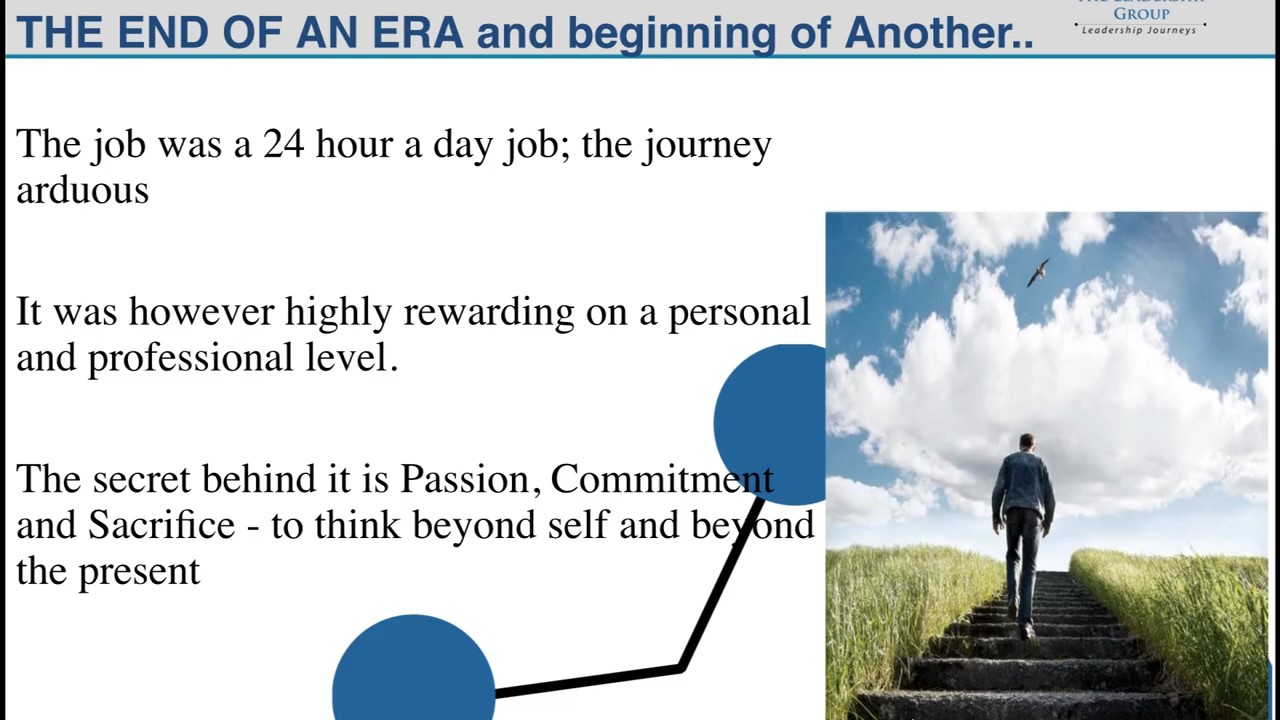 THE END OF AN ERA and beginning of Another..
GROUP
Leadership Journeys
The job was a 24 hour a day job; the journey
arduous
It was however highly rewarding on a personal
and professional level.
The secret behind it is Passion, Commitment
and Sacrifice - to think beyond self and beyond
the present